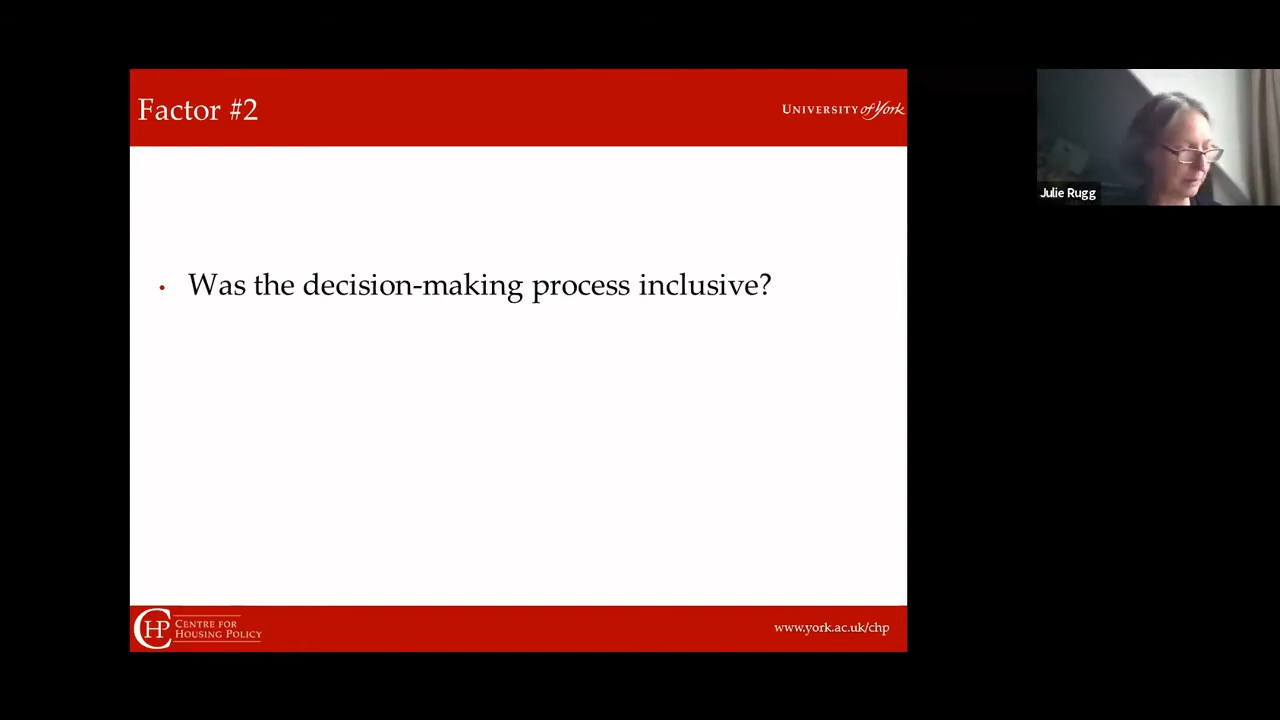 Factor #2
UNIVERSITY of York
Julie Rugg
• Was the decision-making process inclusive?
CHP
CENTRE FOR
HOUSING POLICY
www.york.ac.uk/chp